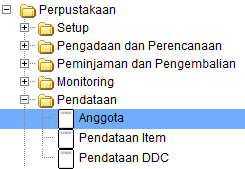 Perpustakaan
Setup
Pengadaan dan Perencanaan
Peminjaman dan Pengembalian
Monitoring
Pendataan
Anggota
Pendataan Item
Pendataan DDC